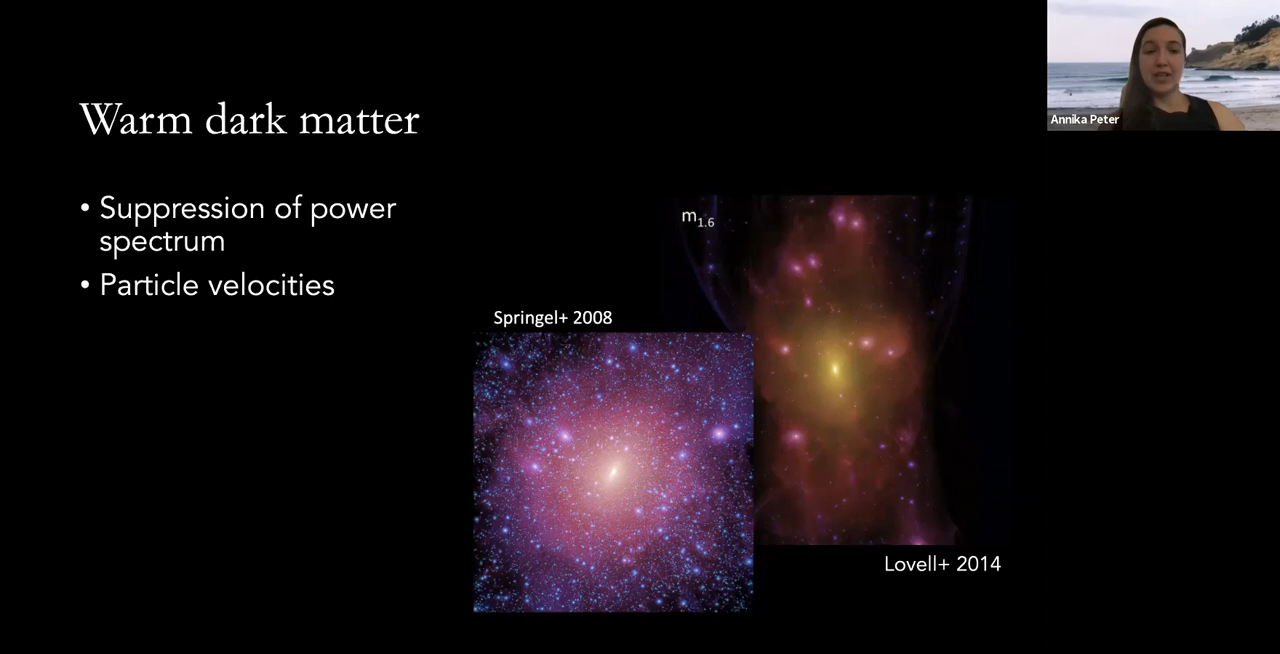 Warm dark matter
• Suppression of power
spectrum
• Particle velocities
Springel+ 2008
m1.6
Lovell+ 2014
Annika Peter